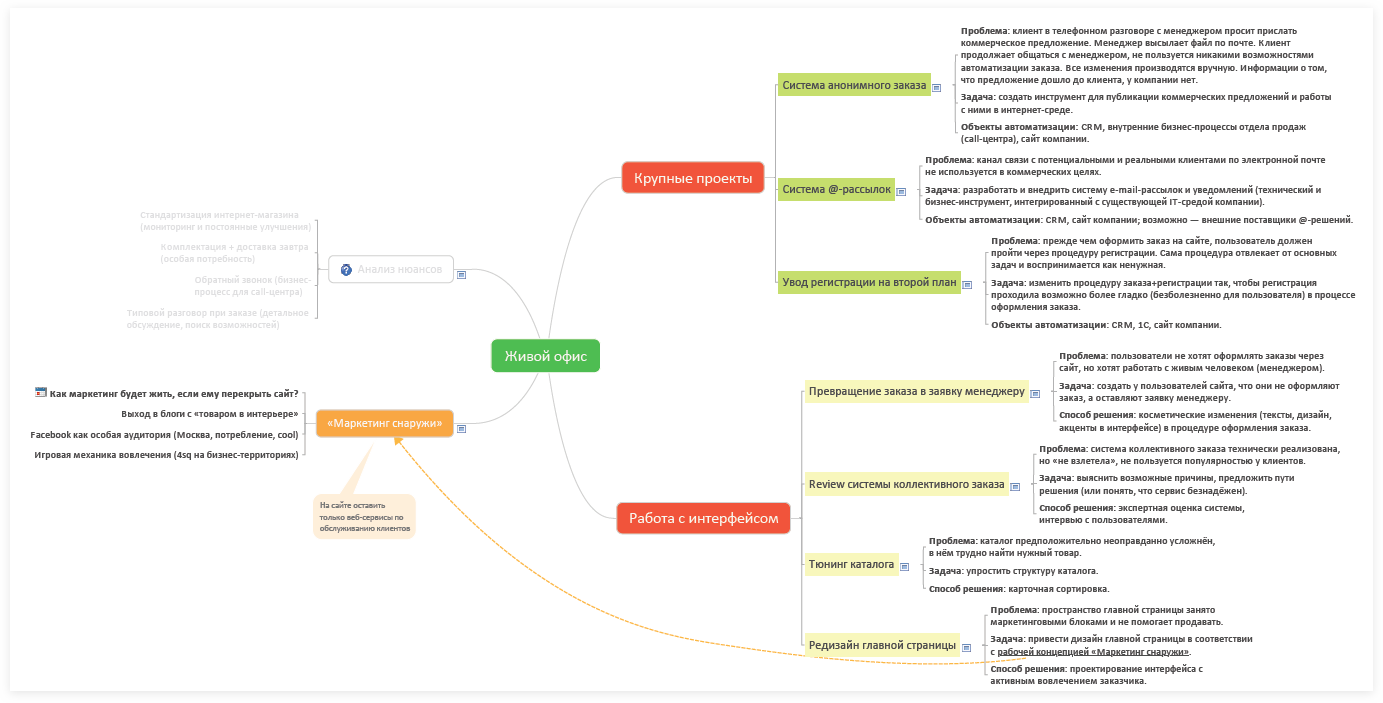 Живой офис
Крупные проекты
Система анонимного заказа
Проблема: клиент в телефонном разговоре с менеджером просит прислать
коммерческое предложение. Менеджер высылает файл по почте. Клиент
продолжает общаться с менеджером, не пользуется никакими возможностями
автоматизации заказа. Все изменения производятся вручную. Информации о том,
что предложение дошло до клиента, у компании нет.
Задача: создать инструмент для публикации коммерческих предложений и работы
с ними в интернет-среде.
Объекты автоматизации: CRM, внутренние бизнес-процессы отдела продаж
(call-центра), сайт компании.
Система @-рассылок
Проблема: канал связи с потенциальными и реальными клиентами по электронной почте
не используется в коммерческих целях.
Задача: разработать и внедрить систему e-mail-рассылок и уведомлений (технический и
бизнес-инструмент, интегрированный с существующей IT-средой компании).
Объекты автоматизации: CRM, сайт компании; возможно — внешние поставщики @-решений.
Увод регистрации на второй план
Проблема: прежде чем оформить заказ на сайте, пользователь должен
пройти через процедуру регистрации. Сама процедура отвлекает от основных
задач и воспринимается как ненужная.
Задача: изменить процедуру заказа+регистрации так, чтобы регистрация
проходила возможно более гладко (безболезненно для пользователя) в процессе
оформления заказа.
Объекты автоматизации: CRM, 1С, сайт компании.
Работа с интерфейсом
Превращение заказа в заявку менеджеру
Проблема: пользователи не хотят оформлять заказы через
сайт, но хотят работать с живым человеком (менеджером).
Задача: создать у пользователей сайта, что они не оформляют
заказ, а оставляют заявку менеджеру.
Способ решения: косметические изменения (тексты, дизайн,
акценты в интерфейсе) в процедуре оформления заказа.
Review системы коллективного заказа
Проблема: система коллективного заказа технически реализована,
но «не взлетела», не пользуется популярностью у клиентов.
Задача: выяснить возможные причины, предложить пути
решения (или понять, что сервис безнадёжен).
Способ решения: экспертная оценка системы,
интервью с пользователями.
Тюнинг каталога
Проблема: каталог предположительно неоправданно усложнён,
в нём трудно найти нужный товар.
Задача: упростить структуру каталога.
Способ решения: карточная сортировка.
Редизайн главной страницы
Проблема: пространство главной страницы занято
маркетинговыми блоками и не помогает продавать.
Задача: привести дизайн главной страницы в соответствии
с рабочей концепцией «Маркетинг снаружи».
Способ решения: проектирование интерфейса с
активным вовлечением заказчика.
Анализ нюансов
Стандартизация интернет-магазина
(мониторинг и постоянные улучшения)
Комплектация + доставка завтра
(особая потребность)
Обратный звонок (бизнес-
процесс для call-центра)
Типовой разговор при заказе (детальное
обсуждение, поиск возможностей)
«Маркетинг снаружи»
Как маркетинг будет жить, если ему перекрыть сайт?
Выход в блоги с «товаром в интерьере»
Facebook как особая аудитория (Москва, потребление, cool)
Игровая механика вовлечения (4sq на бизнес-территориях)
На сайте оставить
только веб-сервисы по
обслуживанию клиентов